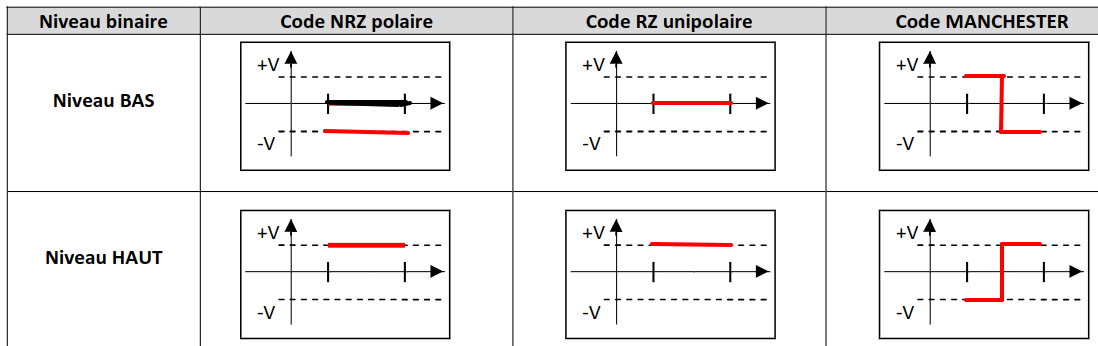 Niveau binaire Code NRZ polaire Code RZ unipolaire Code MANCHESTER
+V +V +V
Niveau BAS
-V -V -V
+V +V +V
Niveau HAUT
-V -V -V